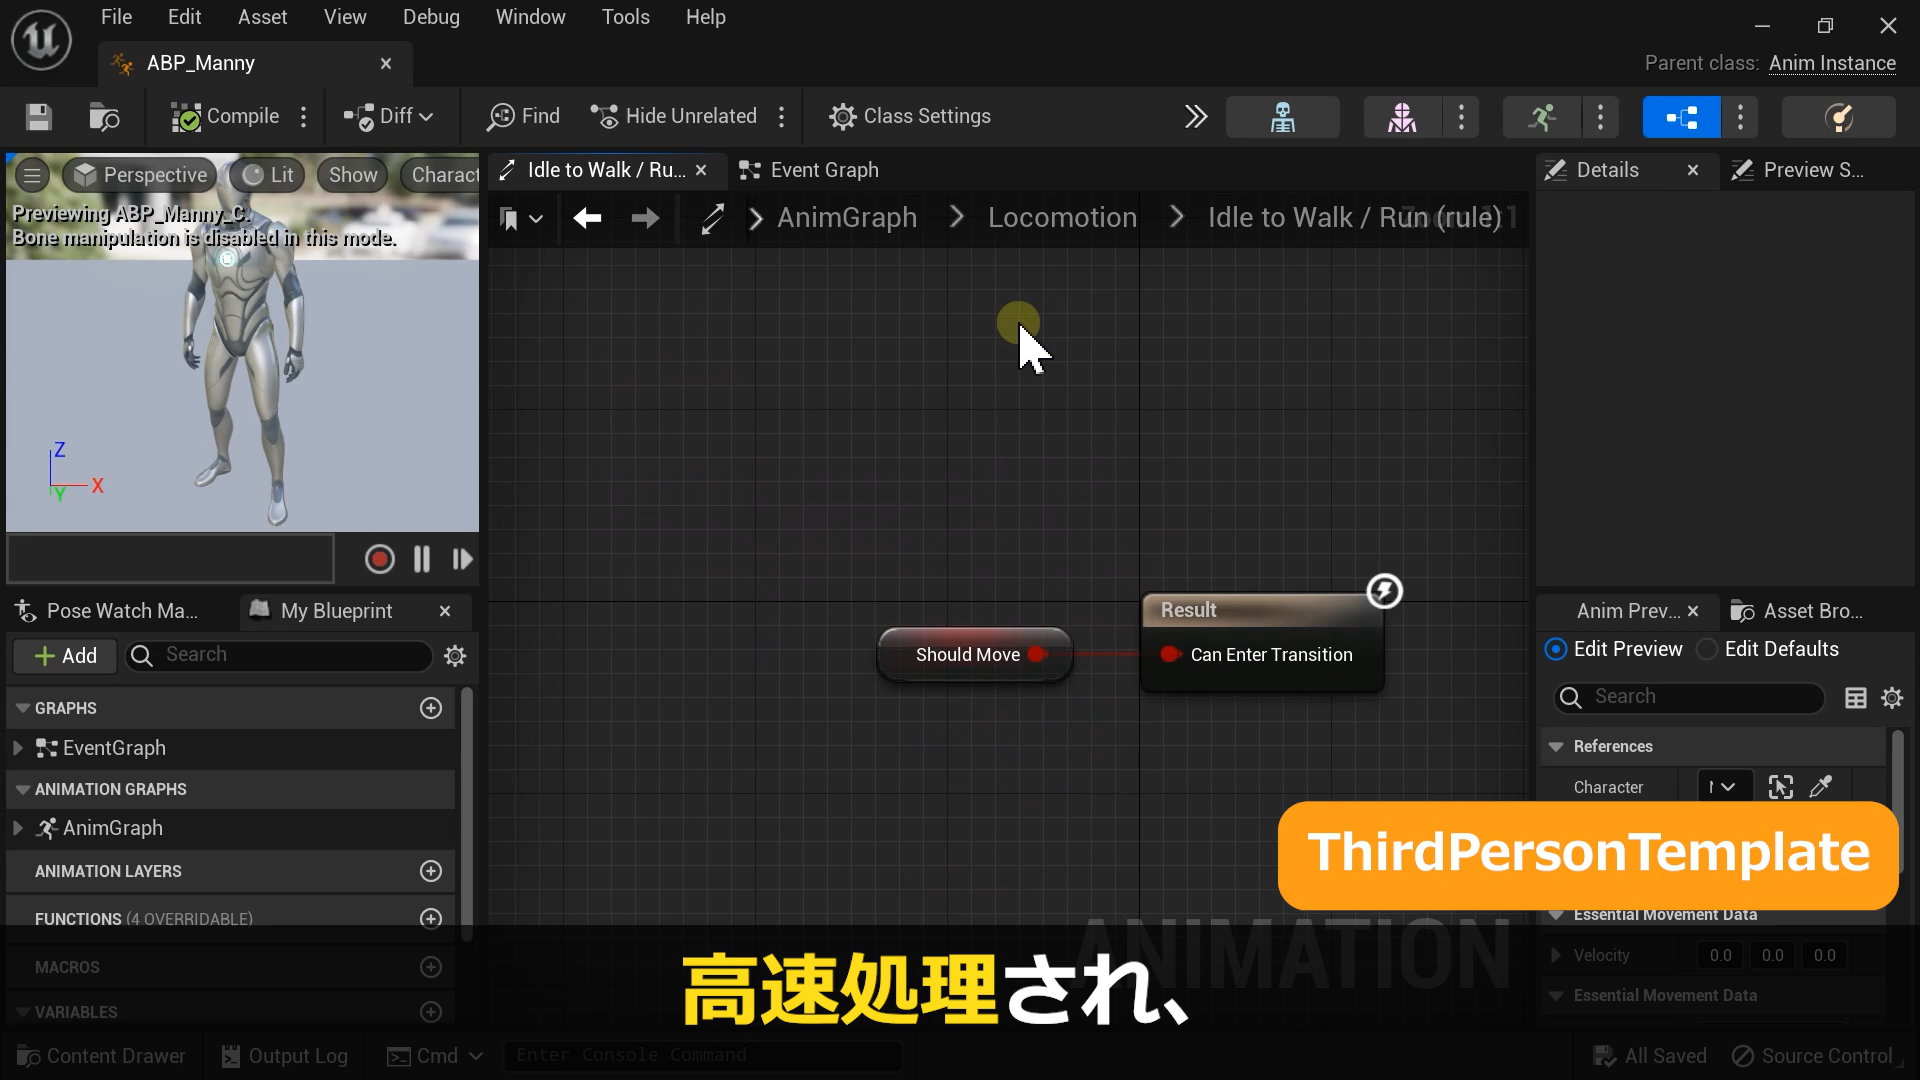 File Edit Asset View Debug Window Tools Help
ABP_Manny
Parent class: Anim Instance
Compile Diff Find Hide Unrelated Class Settings
Perspective Lit Show Charact
Previewing ABP_Manny_C.
Bone manipulation is disabled in this mode.
Z
X
Y
Idle to Walk / Ru... Event Graph
AnimGraph > Locomotion > Idle to Walk / Run (rule)
Should Move
Result
Can Enter Transition
ANIMATION
Details Preview S...
Pose Watch Ma... My Blueprint
Add Search
GRAPHS
EventGraph
ANIMATION GRAPHS
AnimGraph
ANIMATION LAYERS
FUNCTIONS (4 OVERRIDABLE)
MACROS
VARIABLES
Anim Prev... Asset Bro...
Edit Preview Edit Defaults
Search
References
Character
ThirdPersonTemplate
Essential Movement Data
Velocity 0.0 0.0 0.0
Essential Movement Data
高速処理され、
Content Drawer Output Log Cmd Enter Console Command All Saved Source Control